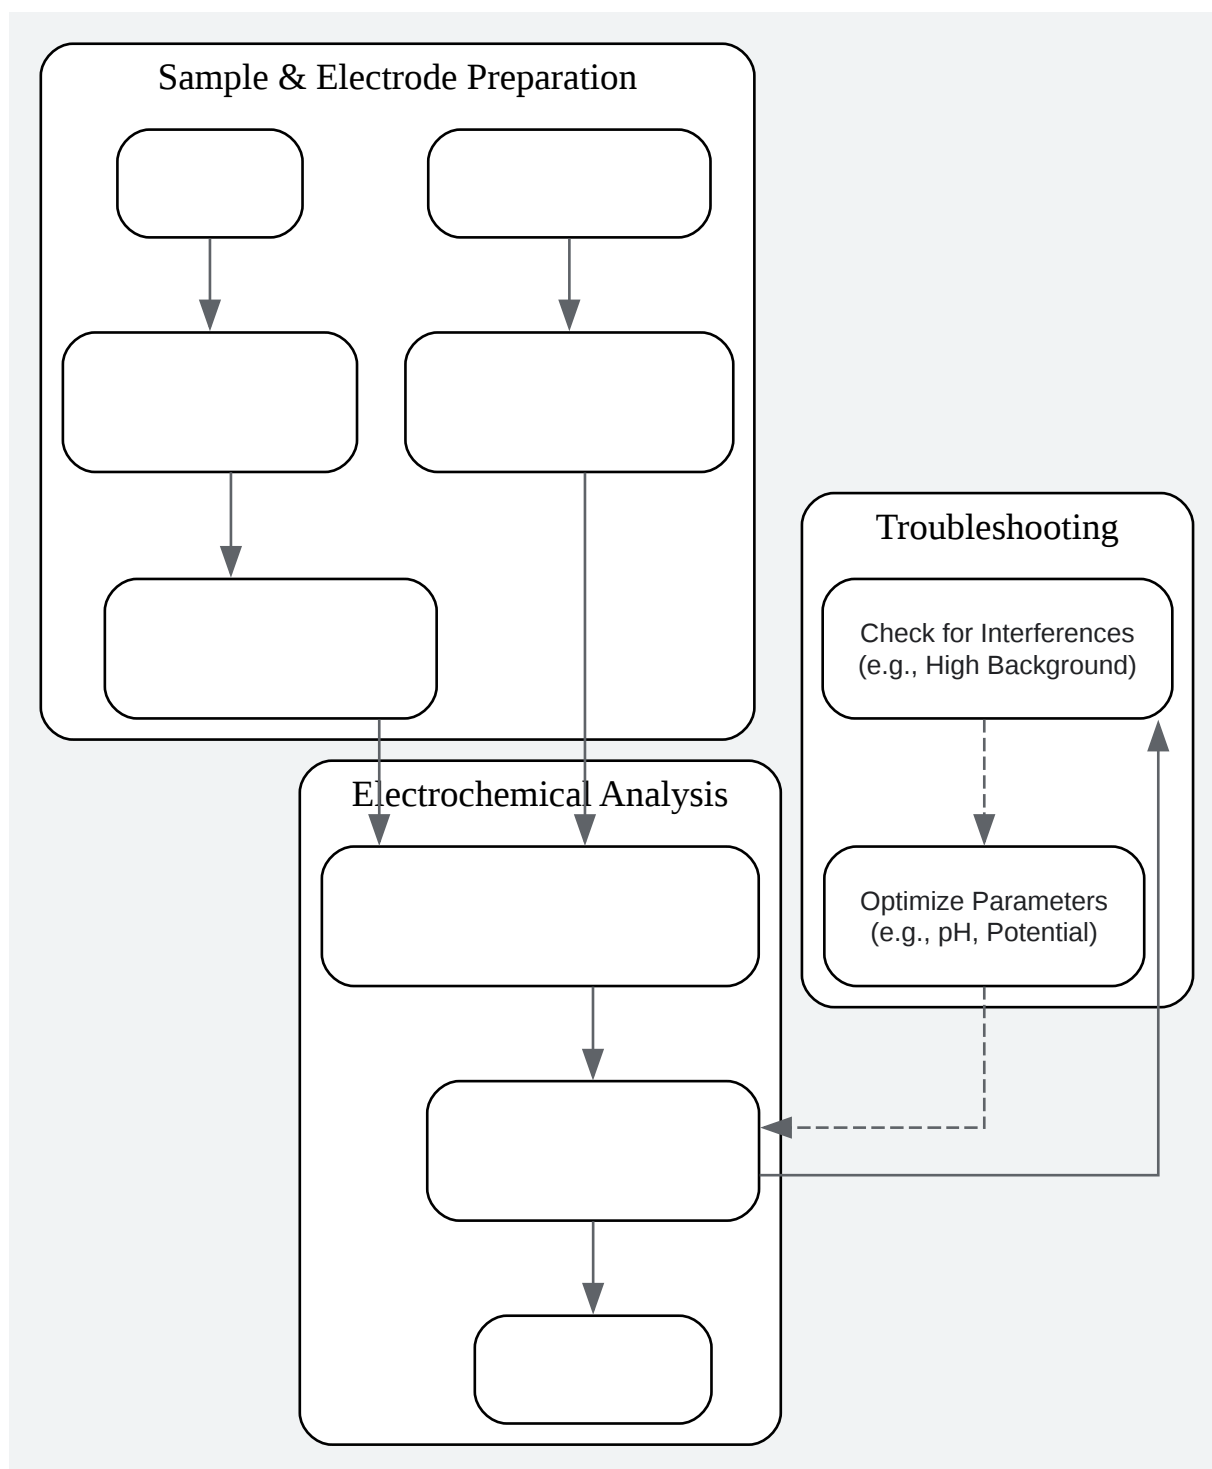 Sample & Electrode Preparation
Troubleshooting
Check for Interferences
(e.g., High Background)
Electrochemical Analysis
Optimize Parameters
(e.g., pH, Potential)